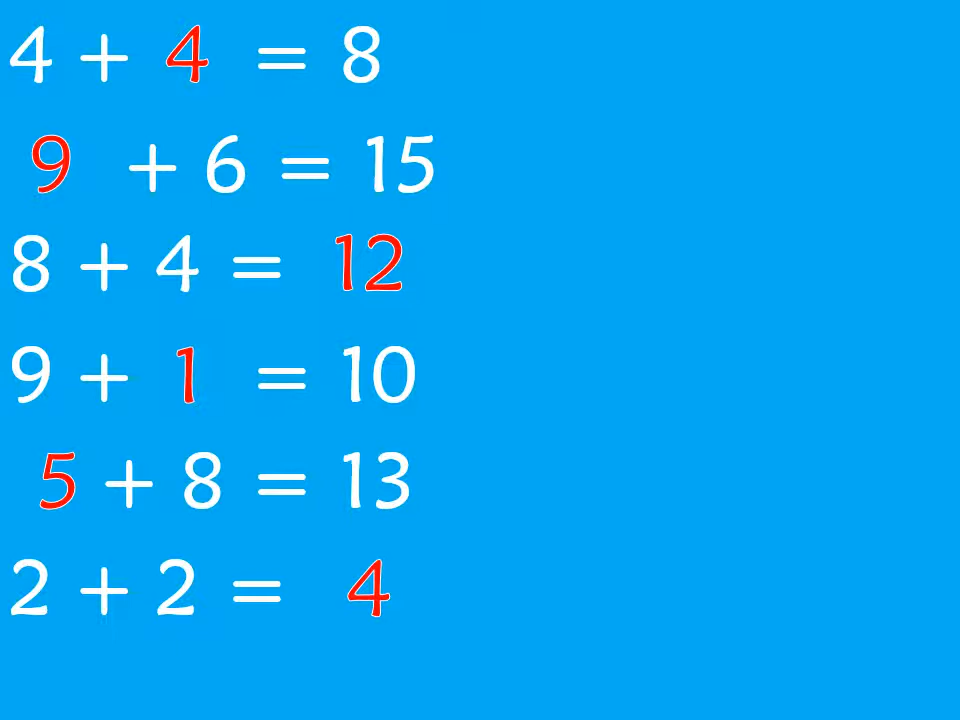 4 + 4 = 8
9 + 6 = 15
8 + 4 = 12
9 + 1 = 10
5 + 8 = 13
2 + 2 = 4